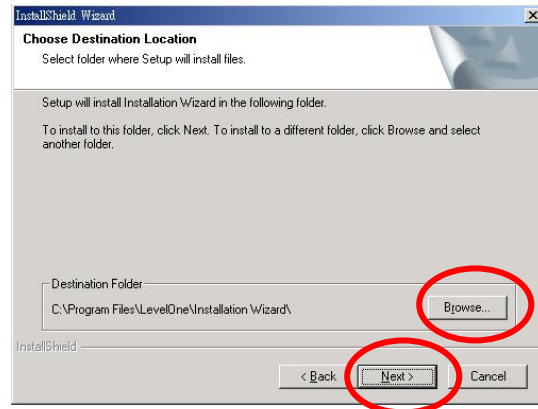 InstallShield Wizard
Choose Destination Location
Select folder where Setup will install files.
Setup will install Installation Wizard in the following folder.
To install to this folder, click Next. To install to a different folder, click Browse and select
another folder.
Destination Folder
C:\Program Files\LevelOne\Installation Wizard\
Browse...
InstallShield
< Back
Next >
Cancel